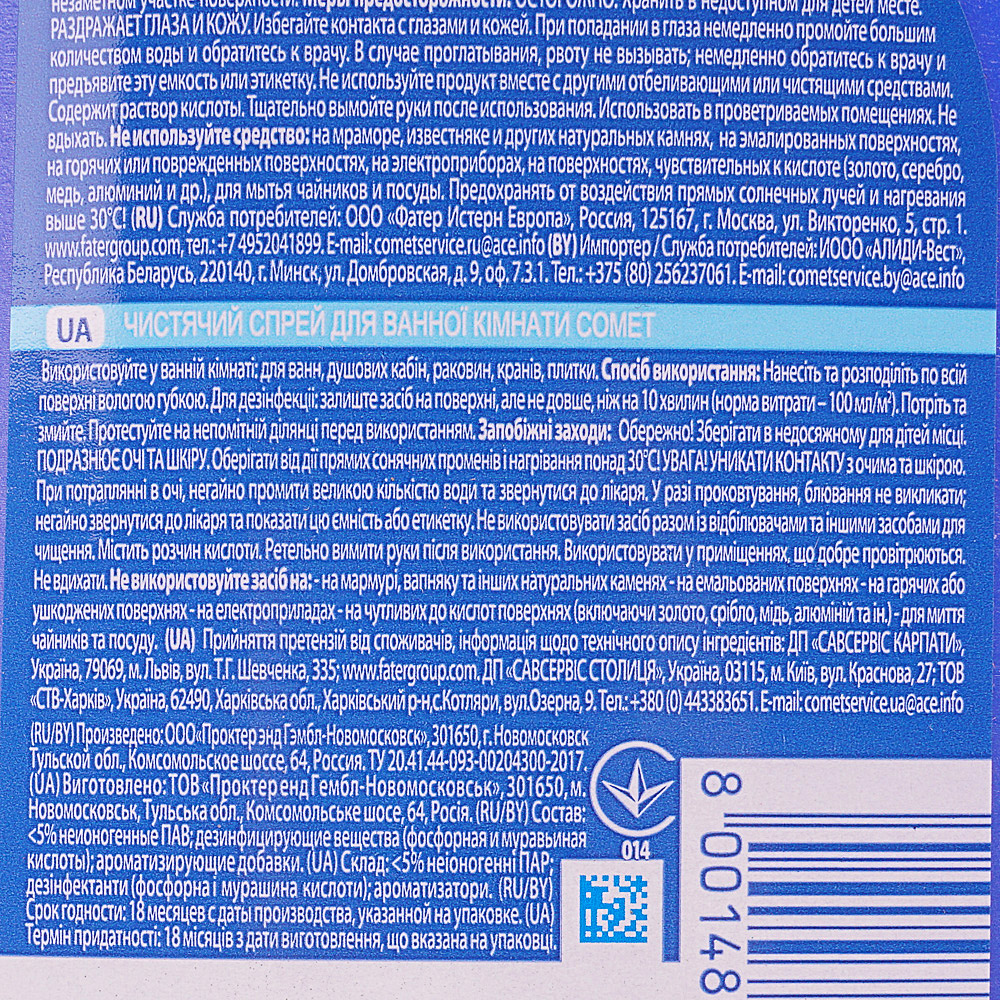 незаметном участке поверхности. Меры предосторожности: ОСТОРОЖНО! Хранить в недоступном для детей месте.
РАЗДРАЖАЕТ ГЛАЗА И КОЖУ. Избегайте контакта с глазами и кожей. При попадании в глаза немедленно промойте большим
количеством воды и обратитесь к врачу. В случае проглатывания, рвоту не вызывать; немедленно обратитесь к врачу и
предъявите эту емкость или этикетку. Не используйте продукт вместе с другими отбеливающими или чистящими средствами.
Содержит раствор кислоты. Тщательно вымойте руки после использования. Использовать в проветриваемых помещениях. Не
вдыхать. Не используйте средство: на мраморе, известняке и других натуральных камнях, на эмалированных поверхностях,
на горячих или поврежденных поверхностях, на электроприборах, на поверхностях, чувствительных к кислоте (золото, серебро,
медь, алюминий и др.), для мытья чайников и посуды. Предохранять от воздействия прямых солнечных лучей и нагревания
выше 30°С! (RU) Служба потребителей: ООО «Фатер Истерн Европа», Россия, 125167, г. Москва, ул. Викторенко, 5, стр. 1.
www.fatergroup.com, тел.: +7 4952041899. E-mail: cometservice.ru@ace.info (BY) Импортер / Служба потребителей: ИООО «АЛИДИ-Вест»,
Республика Беларусь, 220140, г. Минск, ул. Домбровская, д. 9, оф. 7.3.1. Тел.: +375 (80) 256237061. E-mail: cometservice.by@ace.info
UA ЧИСТЯЧИЙ СПРЕЙ ДЛЯ ВАННОЇ КІМНАТИ COMET
Використовуйте у ванній кімнаті: для ванн, душових кабін, раковин, кранів, плитки. Спосіб використання: Нанесіть та розподіліть по всій
поверхні вологою губкою. Для дезінфекції: залиште засіб на поверхні, але не довше, ніж на 10 хвилин (норма витрати – 100 мл/м²). Потріть та
змийте. Протестуйте на непомітній ділянці перед використанням. Запобіжні заходи: Обережно! Зберігати в недосяжному для дітей місці.
ПОДРАЗНЮЄ ОЧІ ТА ШКІРУ. Оберігати від дії прямих сонячних променів і нагрівання понад 30°С! УВАГА! УНИКАТИ КОНТАКТУ з очима та шкірою.
При потраплянні в очі, негайно промити великою кількістю води та звернутися до лікаря. У разі проковтування, блювання не викликати;
негайно звернутися до лікаря та показати цю ємність або етикетку. Не використовувати засіб разом із відбілювачами та іншими засобами для
чищення. Містить розчин кислоти. Ретельно вимити руки після використання. Використовувати у приміщеннях, що добре провітрюються.
Не вдихати. Не використовуйте засіб на: - на мармурі, вапняку та інших натуральних каменях - на емальованих поверхнях - на гарячих або
ушкоджених поверхнях - на електроприладах - на чутливих до кислот поверхнях (включаючи золото, срібло, мідь, алюміній та ін.) - для миття
чайників та посуду. (UA) Прийняття претензій від споживачів, інформація щодо технічного опису інгредієнтів: ДП «САВСЕРВІС КАРПАТИ»,
Україна, 79069, м. Львів, вул. Т.Г. Шевченка, 335; www.fatergroup.com. ДП «САВСЕРВІС СТОЛИЦЯ», Україна, 03115, м. Київ, вул. Краснова, 27; ТОВ
«СТВ-Харків», Україна, 62490, Харківська обл., Харківський р-н, с.Котляри, вул.Озерна, 9. Тел.: +380 (0) 443383651. E-mail: cometservice.ua@ace.info
(RU/BY) Произведено: ООО «Проктер энд Гэмбл-Новомосковск», 301650, г. Новомосковск
Тульской обл., Комсомольское шоссе, 64, Россия. ТУ 20.41.44-093-00204300-2017.
(UA) Виготовлено: ТОВ «Проктер енд Гембл-Новомосковськ», 301650, м.
Новомосковськ, Тульська обл., Комсомольське шосе, 64, Росія. (RU/BY) Состав:
<5% неионогенные ПАВ; дезинфицирующие вещества (фосфорная и муравьиная
кислоты); ароматизирующие добавки. (UA) Склад: <5% неіоногенні ПАР;
дезінфектанти (фосфорна і мурашина кислоти); ароматизатори. (RU/BY)
Срок годности: 18 месяцев с даты производства, указанной на упаковке. (UA)
Термін придатності: 18 місяців з дати виготовлення, що вказана на упаковці.
014
8 00148